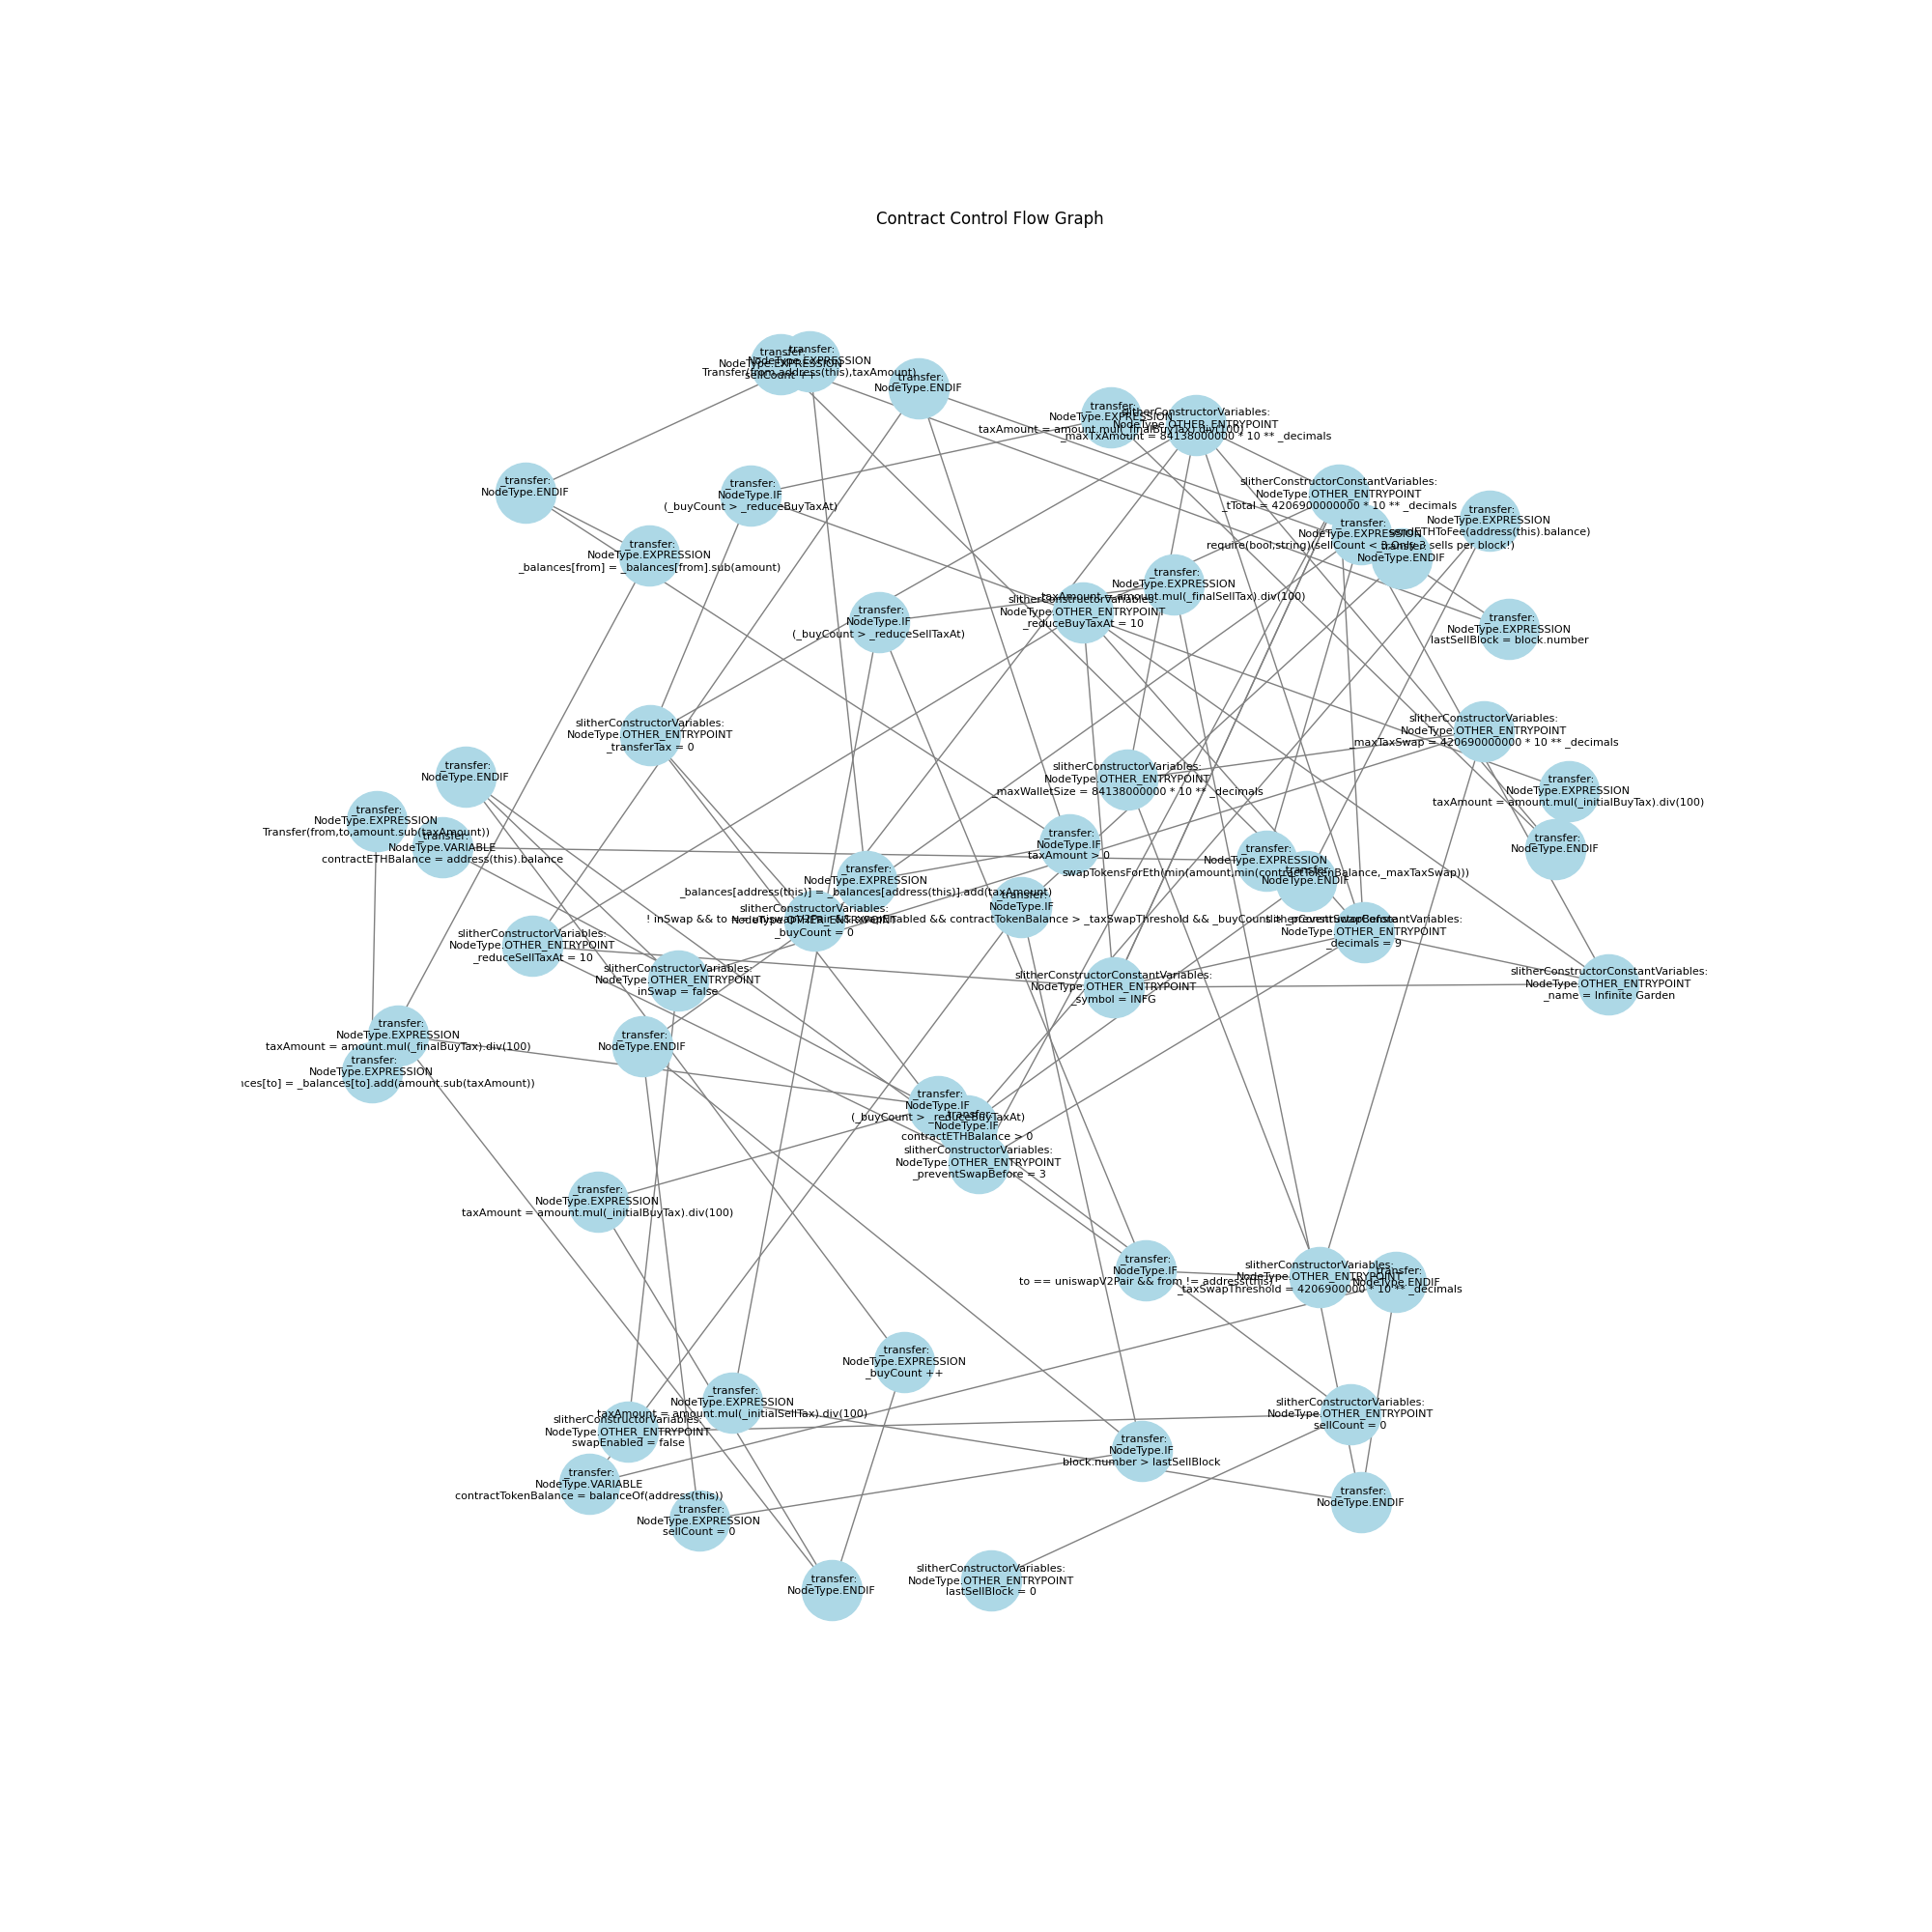 Contract Control Flow Graph
_transfer:
NodeType.EXPRESSION
sellCount ++
_transfer:
NodeType.EXPRESSION
Transfer(from,address(this),taxAmount)
_transfer:
NodeType.ENDIF
_transfer:
NodeType.EXPRESSION
taxAmount = amount.mul(_finalBuyTax).div(100)
slitherConstructorVariables:
NodeType.OTHER_ENTRYPOINT
_maxTxAmount = 84138000000 * 10 ** _decimals
_transfer:
NodeType.ENDIF
_transfer:
NodeType.IF
(_buyCount > _reduceBuyTaxAt)
slitherConstructorConstantVariables:
NodeType.OTHER_ENTRYPOINT
_tTotal = 4206900000000 * 10 ** _decimals
_transfer:
NodeType.EXPRESSION
sendETHToFee(address(this).balance)
_transfer:
NodeType.EXPRESSION
require(bool,string)(sellCount < 3,Only 3 sells per block!)
_transfer:
NodeType.ENDIF
_transfer:
NodeType.EXPRESSION
_balances[from] = _balances[from].sub(amount)
_transfer:
NodeType.EXPRESSION
taxAmount = amount.mul(_finalSellTax).div(100)
slitherConstructorVariables:
NodeType.OTHER_ENTRYPOINT
_reduceBuyTaxAt = 10
_transfer:
NodeType.IF
(_buyCount > _reduceSellTaxAt)
_transfer:
NodeType.EXPRESSION
lastSellBlock = block.number
slitherConstructorVariables:
NodeType.OTHER_ENTRYPOINT
_transferTax = 0
slitherConstructorVariables:
NodeType.OTHER_ENTRYPOINT
_maxTaxSwap = 420690000000 * 10 ** _decimals
_transfer:
NodeType.ENDIF
slitherConstructorVariables:
NodeType.OTHER_ENTRYPOINT
_maxWalletSize = 84138000000 * 10 ** _decimals
_transfer:
NodeType.EXPRESSION
taxAmount = amount.mul(_initialBuyTax).div(100)
_transfer:
NodeType.EXPRESSION
Transfer(from,to,amount.sub(taxAmount))
_transfer:
NodeType.VARIABLE
contractETHBalance = address(this).balance
_transfer:
NodeType.IF
taxAmount > 0
_transfer:
NodeType.ENDIF
_transfer:
NodeType.EXPRESSION
swapTokensForEth(min(amount,min(contractTokenBalance,_maxTaxSwap)))
_transfer:
NodeType.ENDIF
_transfer:
NodeType.EXPRESSION
_balances[address(this)] = _balances[address(this)].add(taxAmount)
_transfer:
NodeType.IF
! inSwap && to == uniswapV2Pair && swapEnabled && contractTokenBalance > _taxSwapThreshold && _buyCount > _preventSwapBefore
slitherConstructorVariables:
NodeType.OTHER_ENTRYPOINT
_buyCount = 0
slitherConstructorConstantVariables:
NodeType.OTHER_ENTRYPOINT
_decimals = 9
slitherConstructorVariables:
NodeType.OTHER_ENTRYPOINT
_reduceSellTaxAt = 10
slitherConstructorVariables:
NodeType.OTHER_ENTRYPOINT
inSwap = false
slitherConstructorConstantVariables:
NodeType.OTHER_ENTRYPOINT
_symbol = INFG
slitherConstructorConstantVariables:
NodeType.OTHER_ENTRYPOINT
_name = Infinite Garden
_transfer:
NodeType.EXPRESSION
taxAmount = amount.mul(_finalBuyTax).div(100)
_transfer:
NodeType.ENDIF
_transfer:
NodeType.EXPRESSION
[to] = _balances[to].add(amount.sub(taxAmount))
_transfer:
NodeType.IF
(_buyCount > _reduceBuyTaxAt)
_transfer:
NodeType.IF
contractETHBalance > 0
slitherConstructorVariables:
NodeType.OTHER_ENTRYPOINT
_preventSwapBefore = 3
_transfer:
NodeType.EXPRESSION
taxAmount = amount.mul(_initialBuyTax).div(100)
_transfer:
NodeType.IF
to == uniswapV2Pair && from != address(this)
slitherConstructorVariables:
NodeType.OTHER_ENTRYPOINT
_taxSwapThreshold = 4206900000 * 10 ** _decimals
_transfer:
NodeType.ENDIF
_transfer:
NodeType.EXPRESSION
_buyCount ++
_transfer:
NodeType.EXPRESSION
taxAmount = amount.mul(_initialSellTax).div(100)
slitherConstructorVariables:
NodeType.OTHER_ENTRYPOINT
sellCount = 0
slitherConstructorVariables:
NodeType.OTHER_ENTRYPOINT
swapEnabled = false
_transfer:
NodeType.IF
block.number > lastSellBlock
_transfer:
NodeType.VARIABLE
contractTokenBalance = balanceOf(address(this))
_transfer:
NodeType.ENDIF
_transfer:
NodeType.EXPRESSION
sellCount = 0
slitherConstructorVariables:
NodeType.OTHER_ENTRYPOINT
lastSellBlock = 0
_transfer:
NodeType.ENDIF